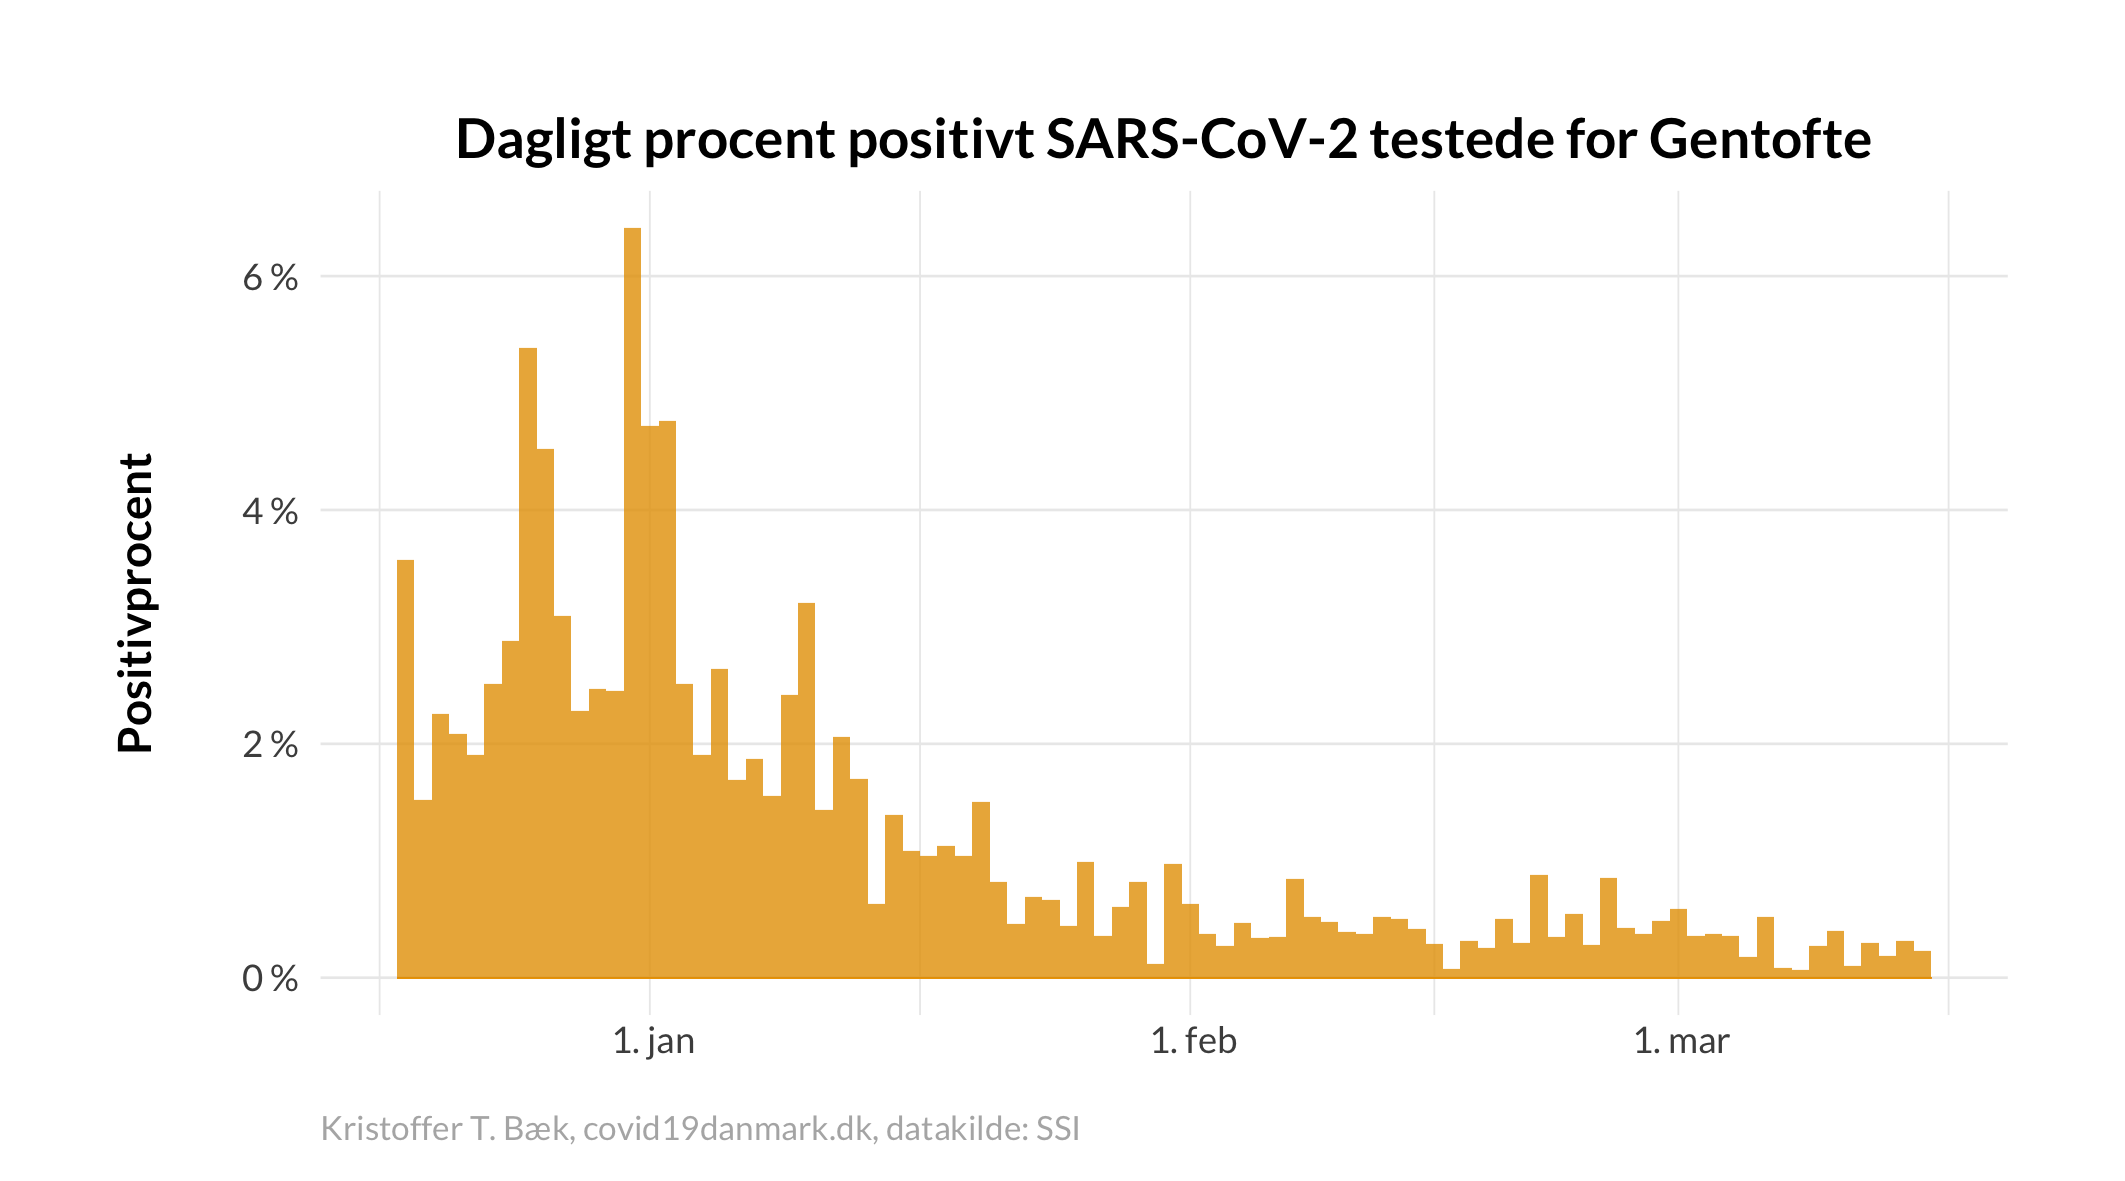 Dagligt procent positivt SARS-CoV-2 testede for Gentofte
Positivprocent
6 %
4 %
2 %
0 %
1. jan
1. feb
1. mar
Kristoffer T. Bæk, covid19danmark.dk, datakilde: SSI